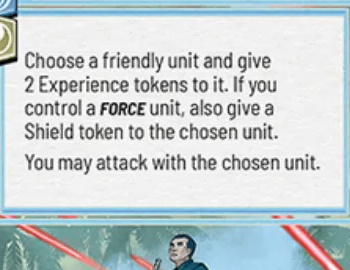 Choose a friendly unit and give
2 Experience tokens to it. If you
control a FORCE unit, also give a
Shield token to the chosen unit.
You may attack with the chosen unit.